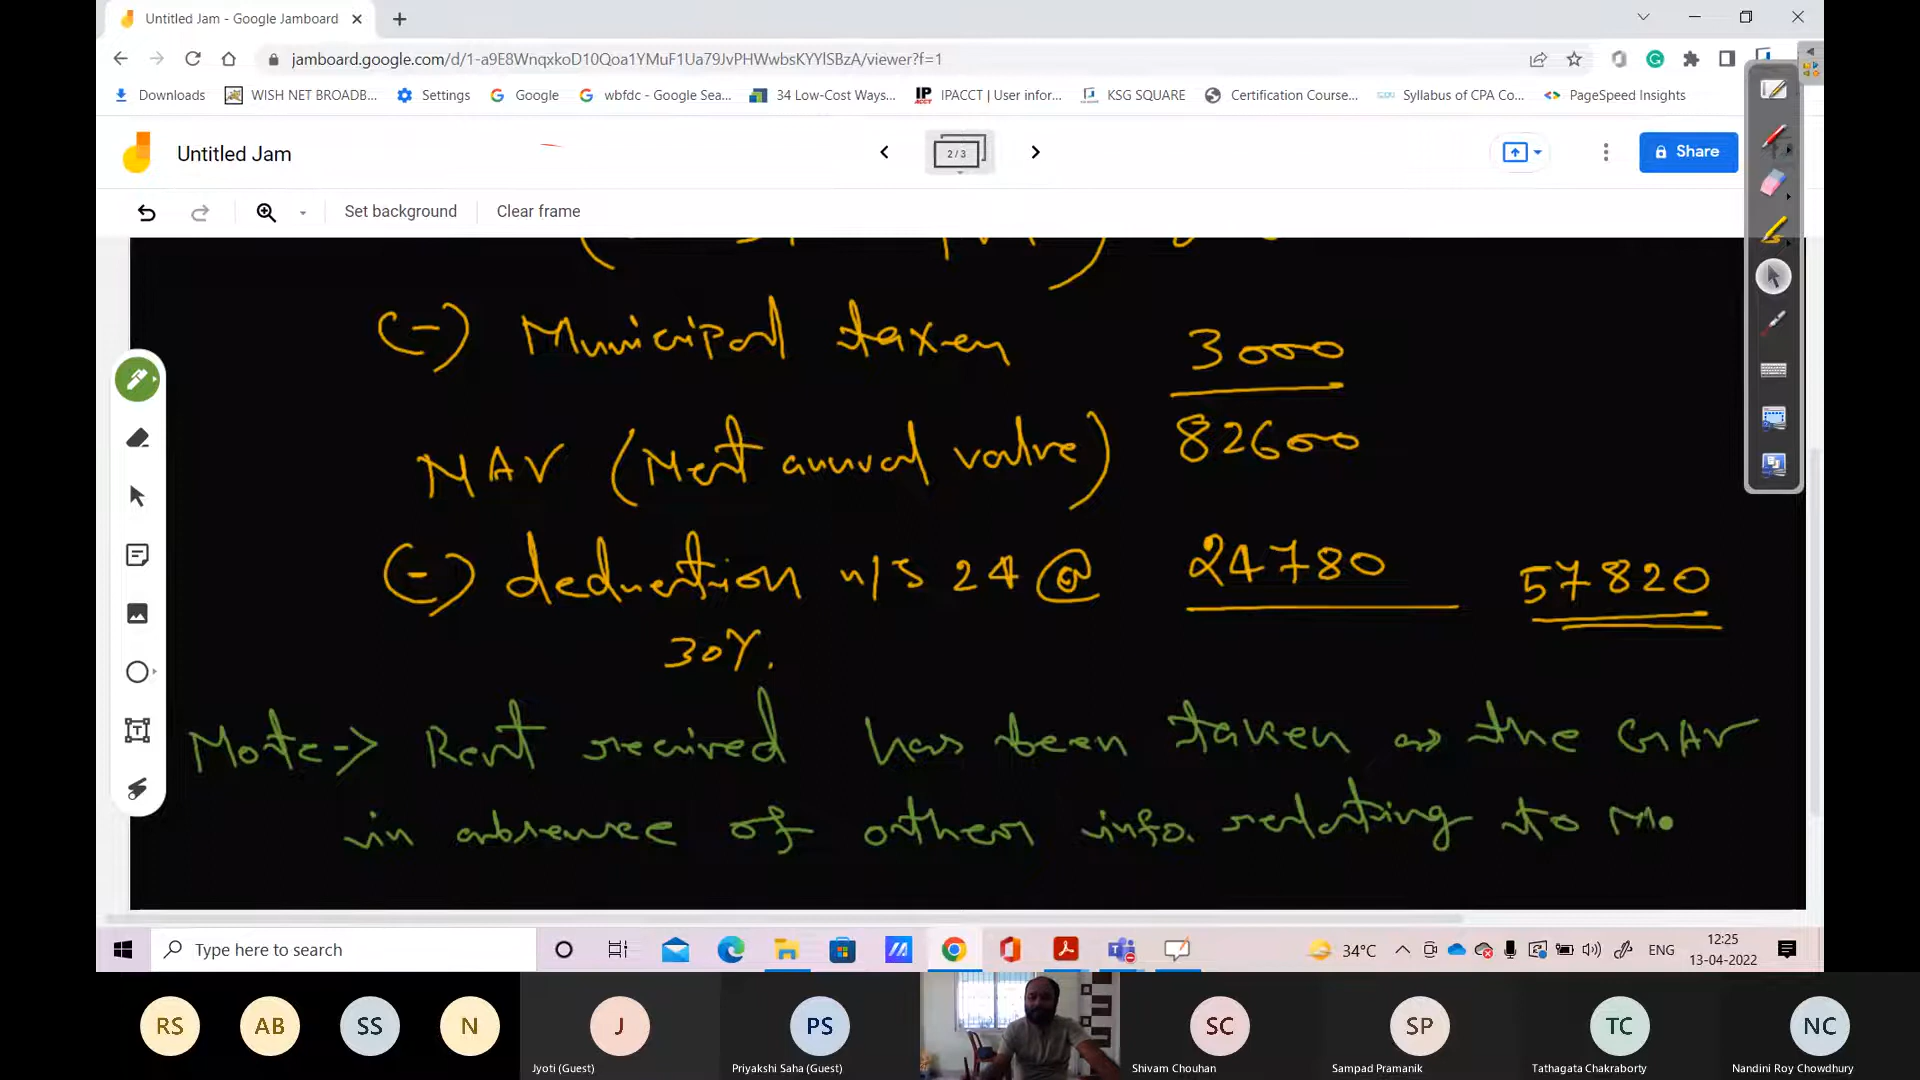 Untitled Jam - Google Jamboard
jamboard.google.com/d/1-a9E8WnqxkoD10Qoa1YMuF1Ua79JvPHWwbsKYYlSBzA/viewer?f=1
Downloads WISH NET BROADB... Settings Google wbfdc - Google Sea... 34 Low-Cost Ways... IPACCT | User infor... KSG SQUARE Certification Course... Syllabus of CPA Co... PageSpeed Insights
Untitled Jam 2 / 3 Share
Set background Clear frame
(-) Municipal taxes 3000
NAV (Net annual value) 82600
(-) deduction u/s 24 @ 24780 57820
30%.
Note-> Rent received has been taken as the GAV
in absence of other info. relating to M
Type here to search 34°C ENG 12:25
13-04-2022
RS AB SS N J PS SC SP TC NC
Jyoti (Guest) Priyakshi Saha (Guest) Shivam Chouhan Sampad Pramanik Tathagata Chakraborty Nandini Roy Chowdhury